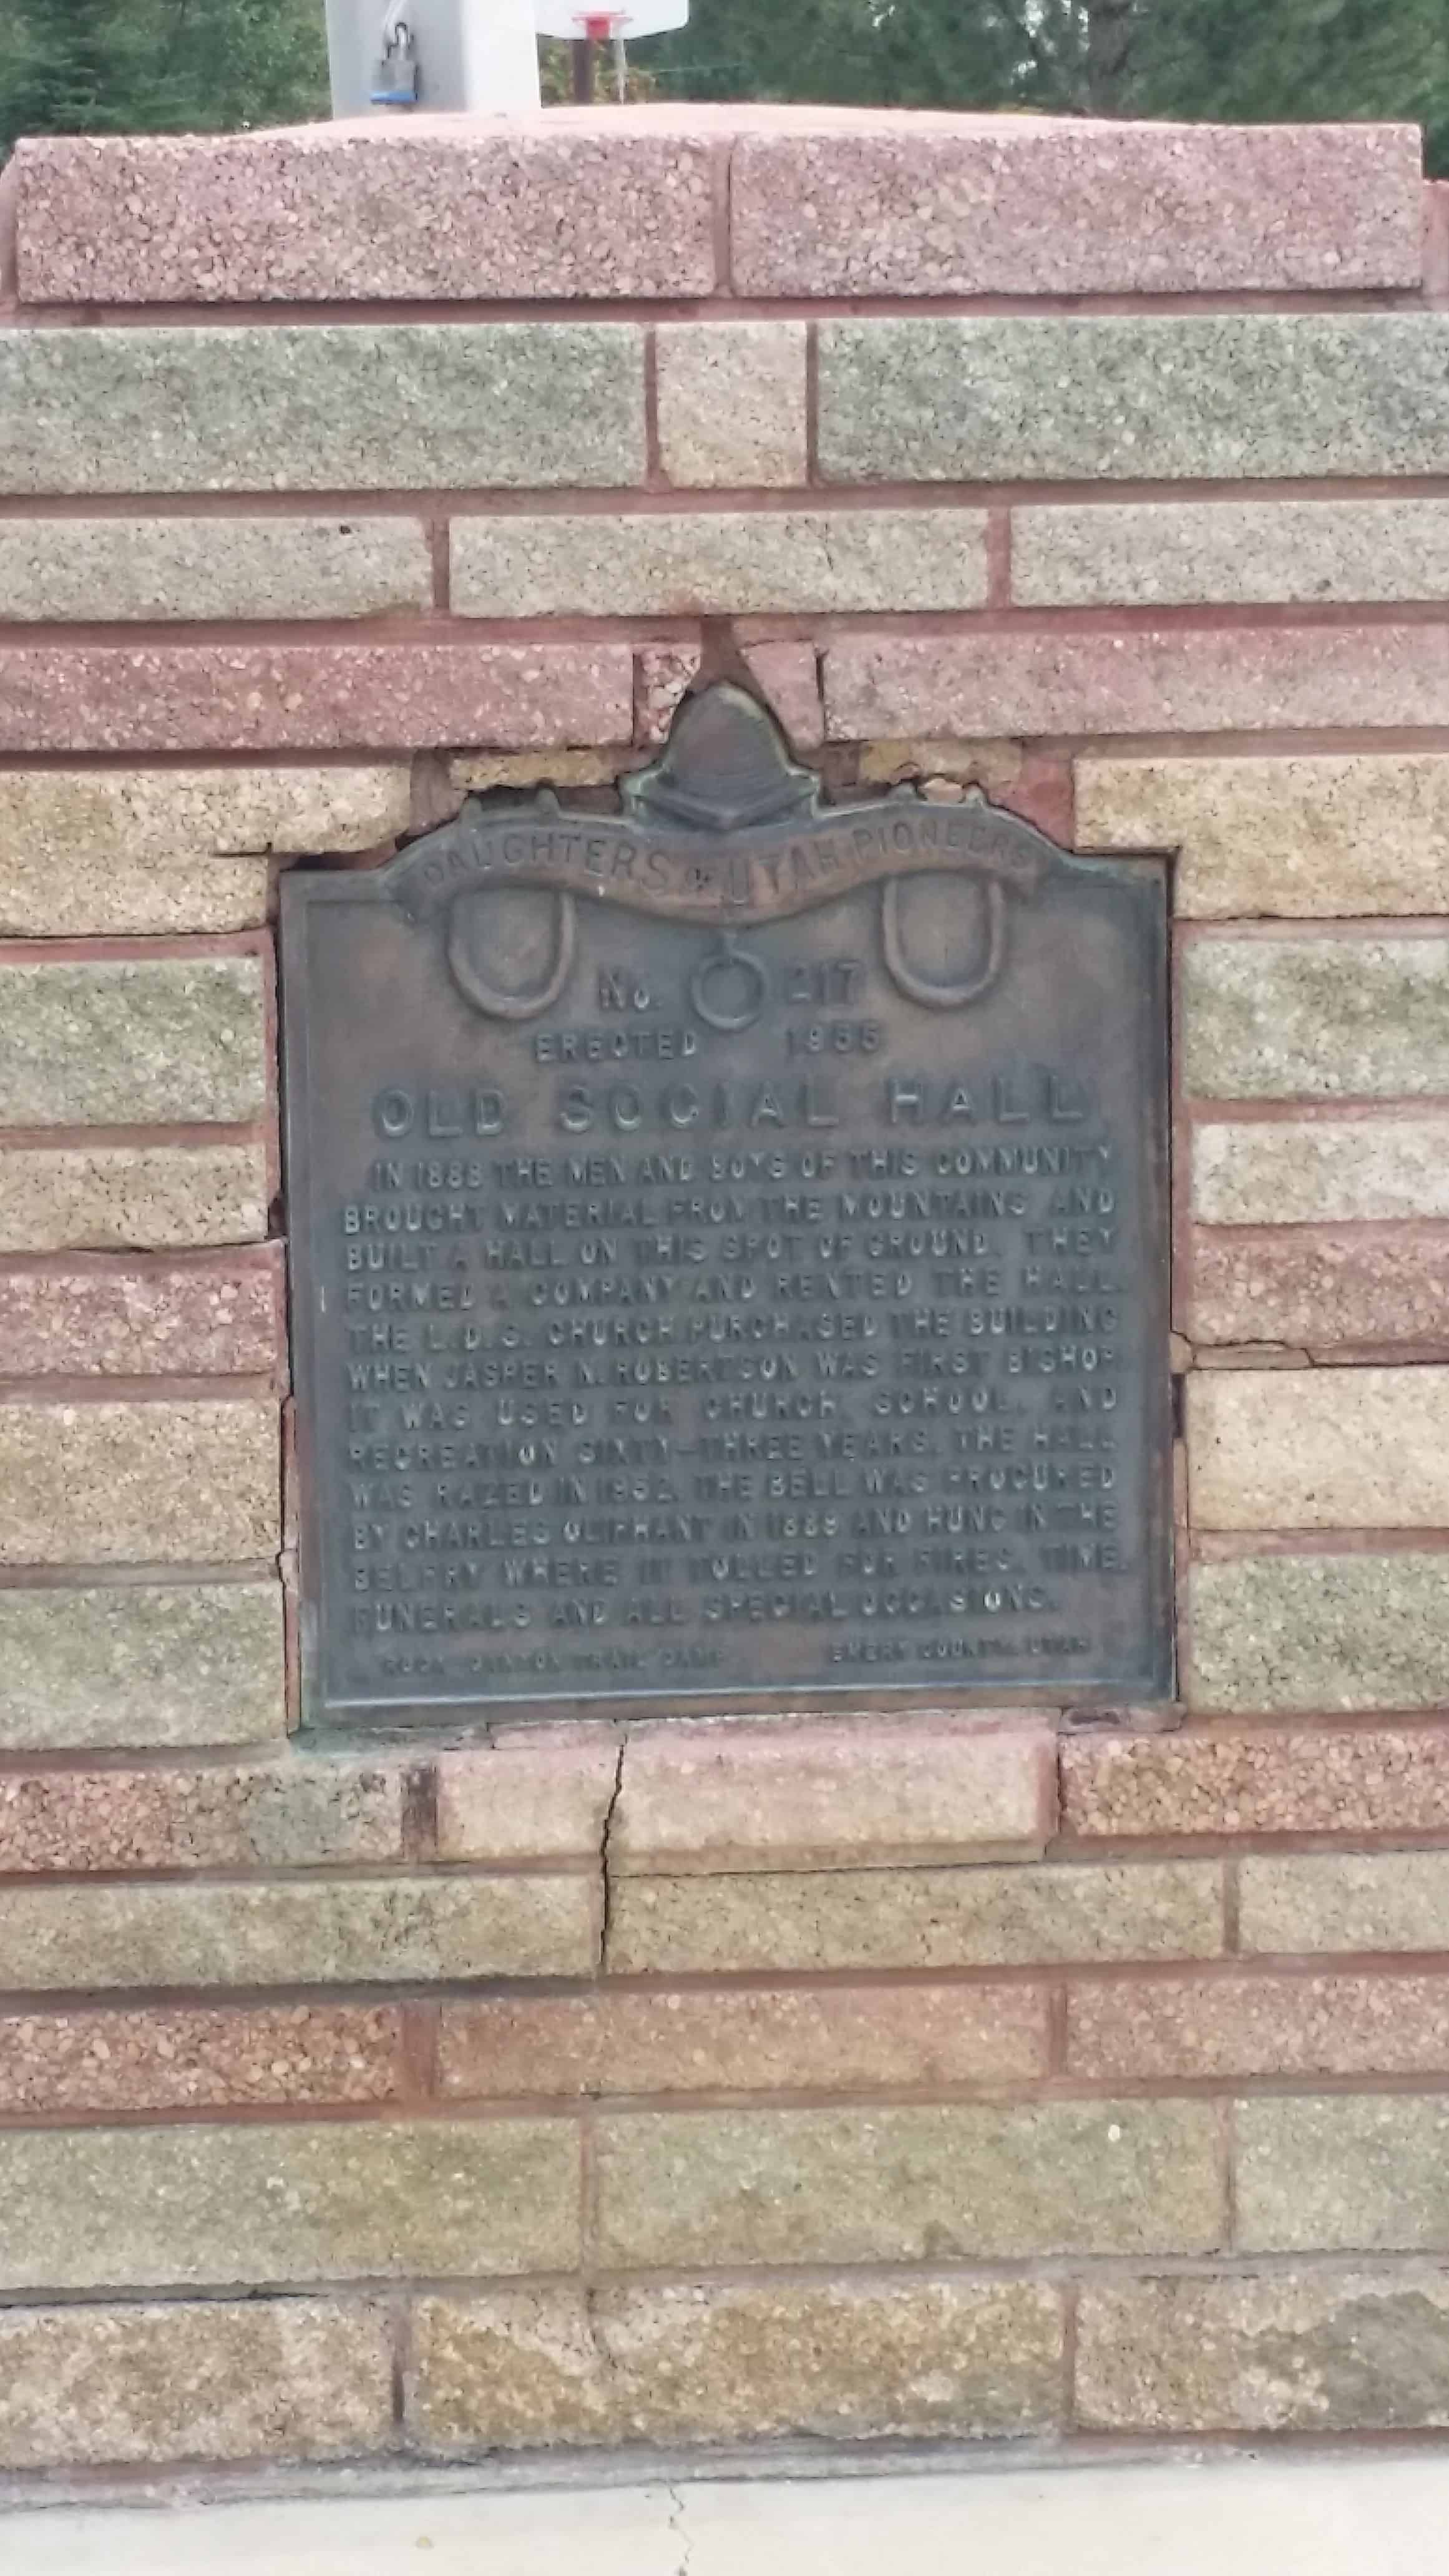 DAUGHTERS OF UTAH PIONEERS
No. 217
ERECTED 1955
OLD SOCIAL HALL
IN 1888 THE MEN AND BOYS OF THIS COMMUNITY
BROUGHT MATERIAL FROM THE MOUNTAINS AND
BUILT A HALL ON THIS SPOT OF GROUND. THEY
FORMED A COMPANY AND RENTED THE HALL.
THE L.D.S. CHURCH PURCHASED THE BUILDING
WHEN JASPER N. ROBERTSON WAS FIRST BISHOP.
IT WAS USED FOR CHURCH, SCHOOL, AND
RECREATION SIXTY-THREE YEARS. THE HALL
WAS RAZED IN 1952. THE BELL WAS PROCURED
BY CHARLES OLIPHANT IN 1889 AND HUNG IN THE
BELFRY WHERE IT TOLLED FOR FIRES, TIME,
FUNERALS AND ALL SPECIAL OCCASIONS.
CANYON TRAIL CAMP EMERY COUNTY, UTAH